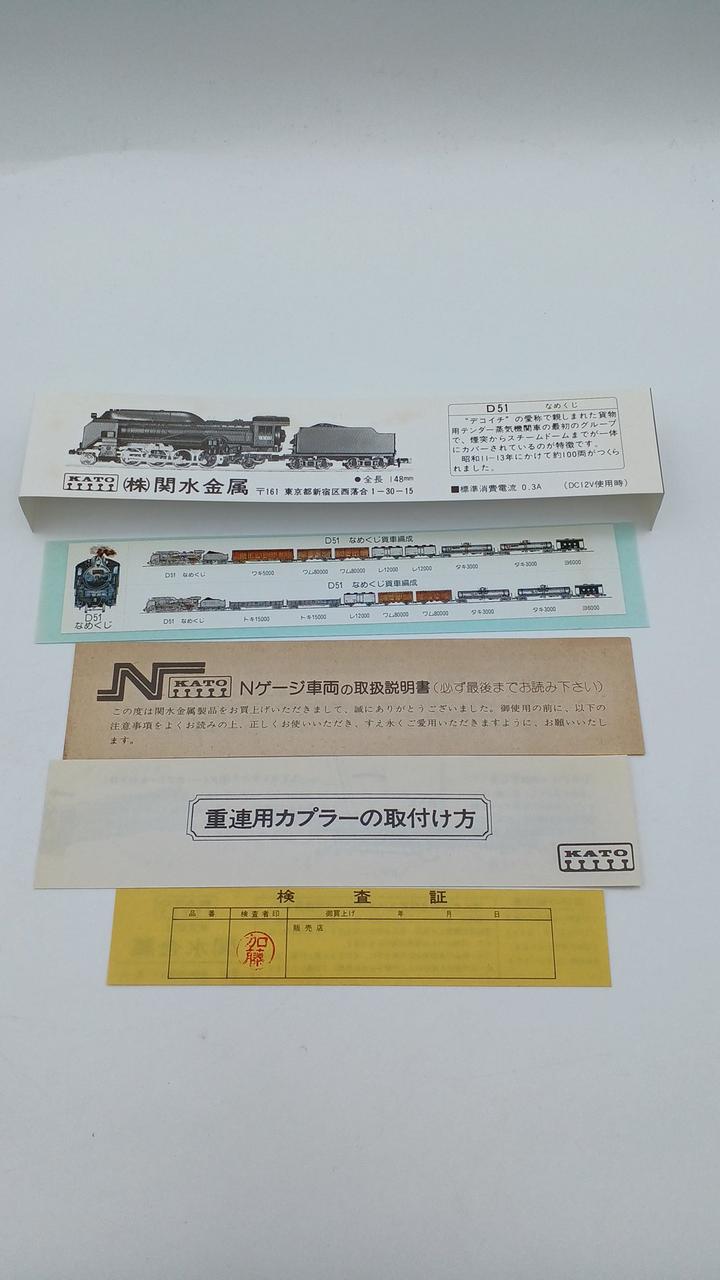 D51 なめくじ
"デコイチ"の愛称で親しまれた貨物
用テンダー蒸気機関車の最初のグループ
で、煙突からスチームドームまでが一体
にカバーされているのが特徴です。
昭和11-13年にかけて約100両がつくら
れました。
●全長 148mm
KATO ㈱関水金属 〒161 東京都新宿区西落合1-30-15
■標準消費電流 0.3A (DC12V使用時)
D51 なめくじ貨車編成
D51 なめくじ ワキ5000 ワム80000 ワム80000 レ12000 レ12000 タキ3000 タキ3000 ヨ6000
D51 なめくじ貨車編成
D51 なめくじ トキ15000 トキ15000 レ12000 ワム80000 ワム80000 タキ3000 タキ3000 ヨ6000
D51
なめくじ
N KATO Nゲージ車両の取扱説明書(必ず最後までお読み下さい)
この度は関水金属製品をお買上げいただきまして、誠にありがとうございました。御使用の前に、以下の
注意事項をよくお読みの上、正しくお使いいただき、すえ永くご愛用いただきますように、お願いいたし
ます。
重連用カプラーの取付け方
KATO
検査証
品番 検査者印 御買上げ 年 月 日
販売店
加藤